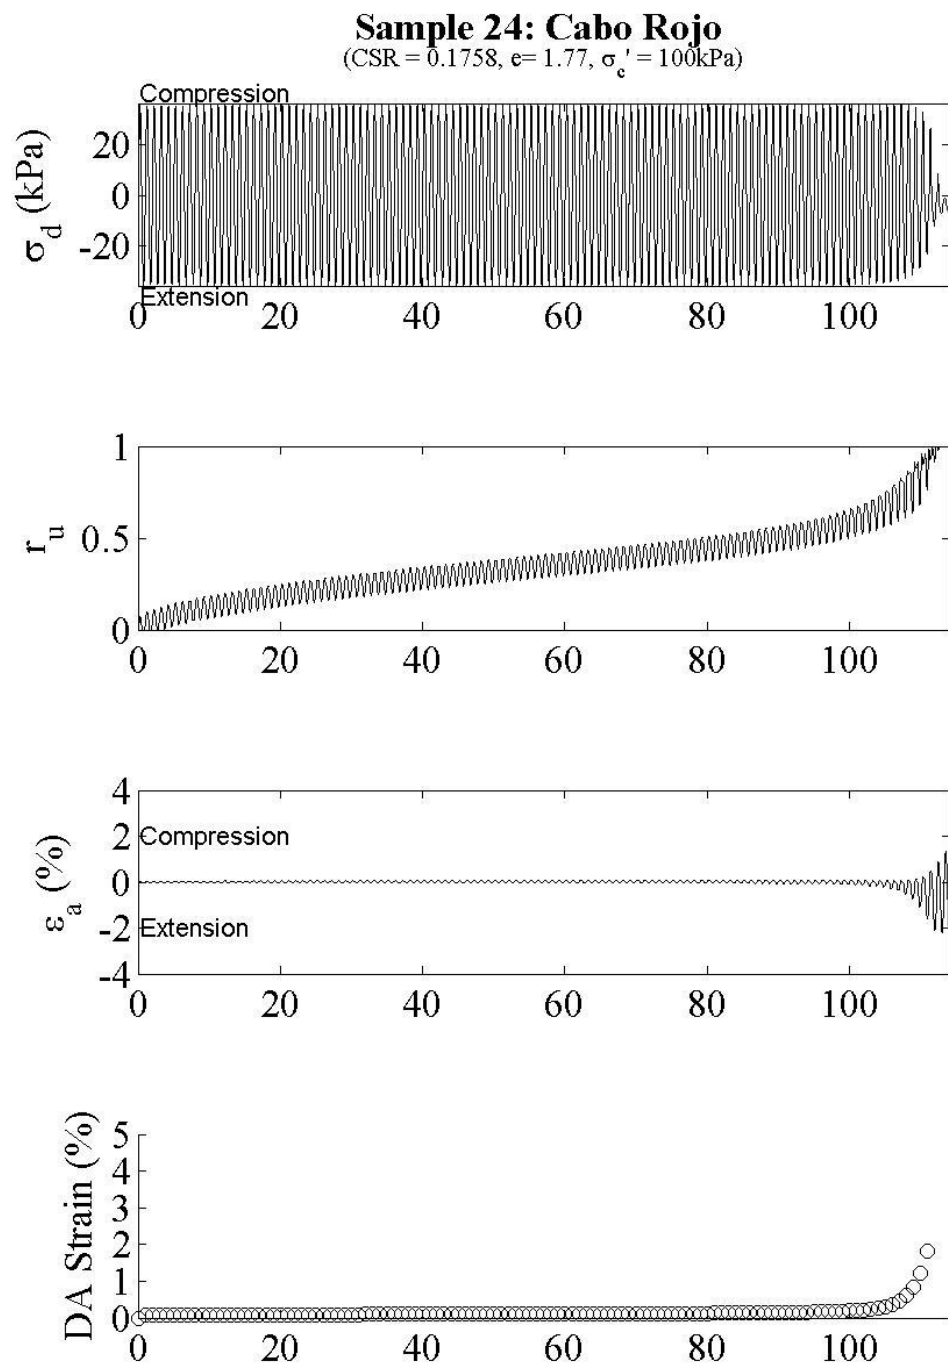 Sample 24: Cabo Rojo
(CSR = 0.1758, e= 1.77, σc' = 100kPa)
Compression
20
0
-20
σd (kPa)
Extension
0 20 40 60 80 100
1
0.5
0
ru
0 20 40 60 80 100
4
2
0
-2
-4
εa (%)
Compression
Extension
0 20 40 60 80 100
5
4
3
2
1
0
DA Strain (%)
0 20 40 60 80 100